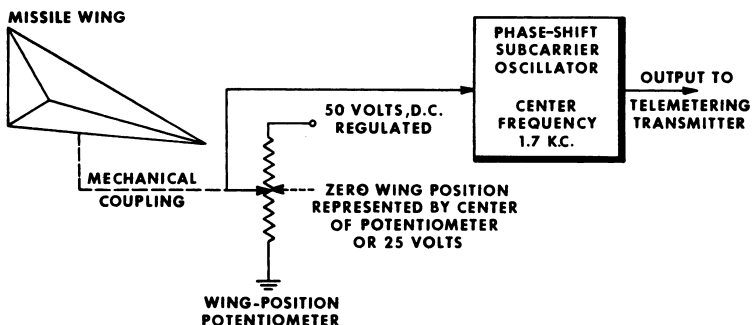 MISSILE WING
PHASE-SHIFT
SUBCARRIER
OSCILLATOR
CENTER
FREQUENCY
1.7 K.C.
OUTPUT TO
TELEMETERING
TRANSMITTER
50 VOLTS, D.C.
REGULATED
MECHANICAL
COUPLING
ZERO WING POSITION
REPRESENTED BY CENTER
OF POTENTIOMETER
OR 25 VOLTS
WING-POSITION
POTENTIOMETER